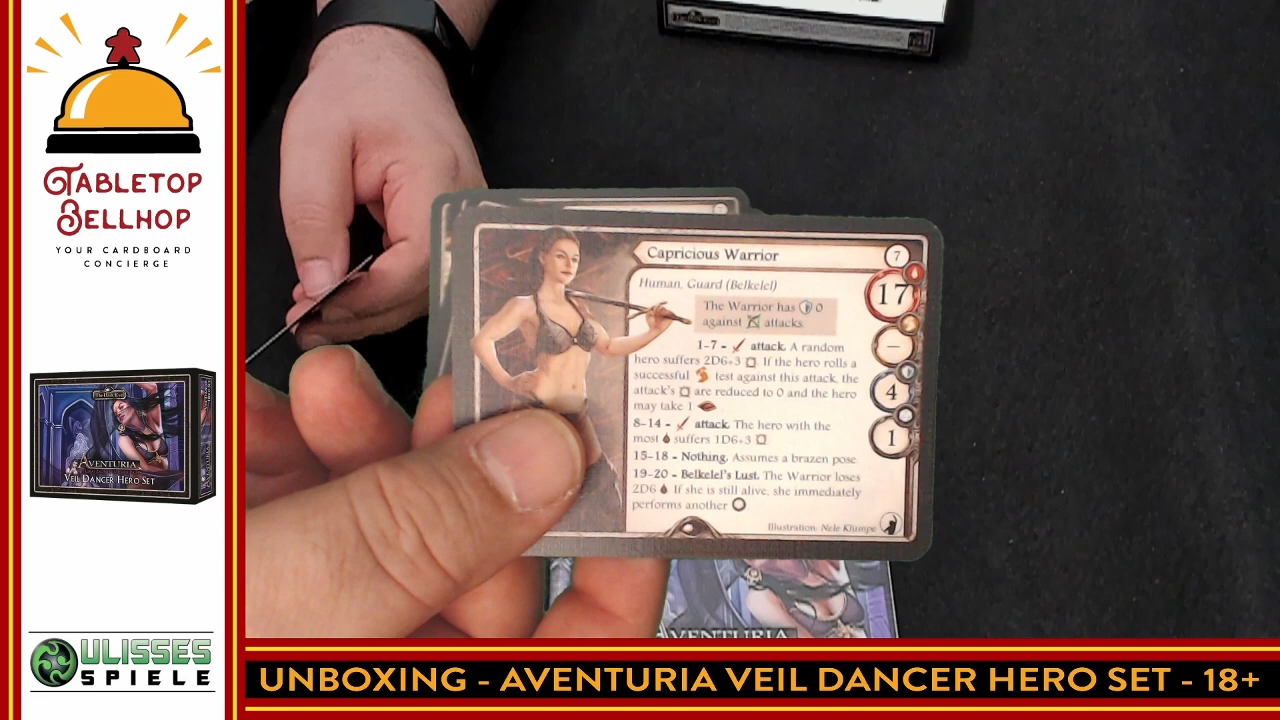 TABLETOP
BELLHOP
YOUR CARDBOARD
CONCIERGE
The Dark Eye
AVENTURIA
VEIL DANCER HERO SET
ULISSES
SPIELE
Capricious Warrior
7
Human, Guard (Belkelel)
17
The Warrior has 0
against attacks.
–
1-7 - attack. A random
hero suffers 2D6+3 If the hero rolls a
successful test against this attack, the
attack's are reduced to 0 and the hero
may take 1
4
8-14 - attack. The hero with the
most suffers 1D6+3
1
15-18 - Nothing. Assumes a brazen pose.
19-20 - Belkelel's Lust. The Warrior loses
2D6 If she is still alive, she immediately
performs another
Illustration: Nele Klumpe
AVENTURIA
UNBOXING - AVENTURIA VEIL DANCER HERO SET - 18+